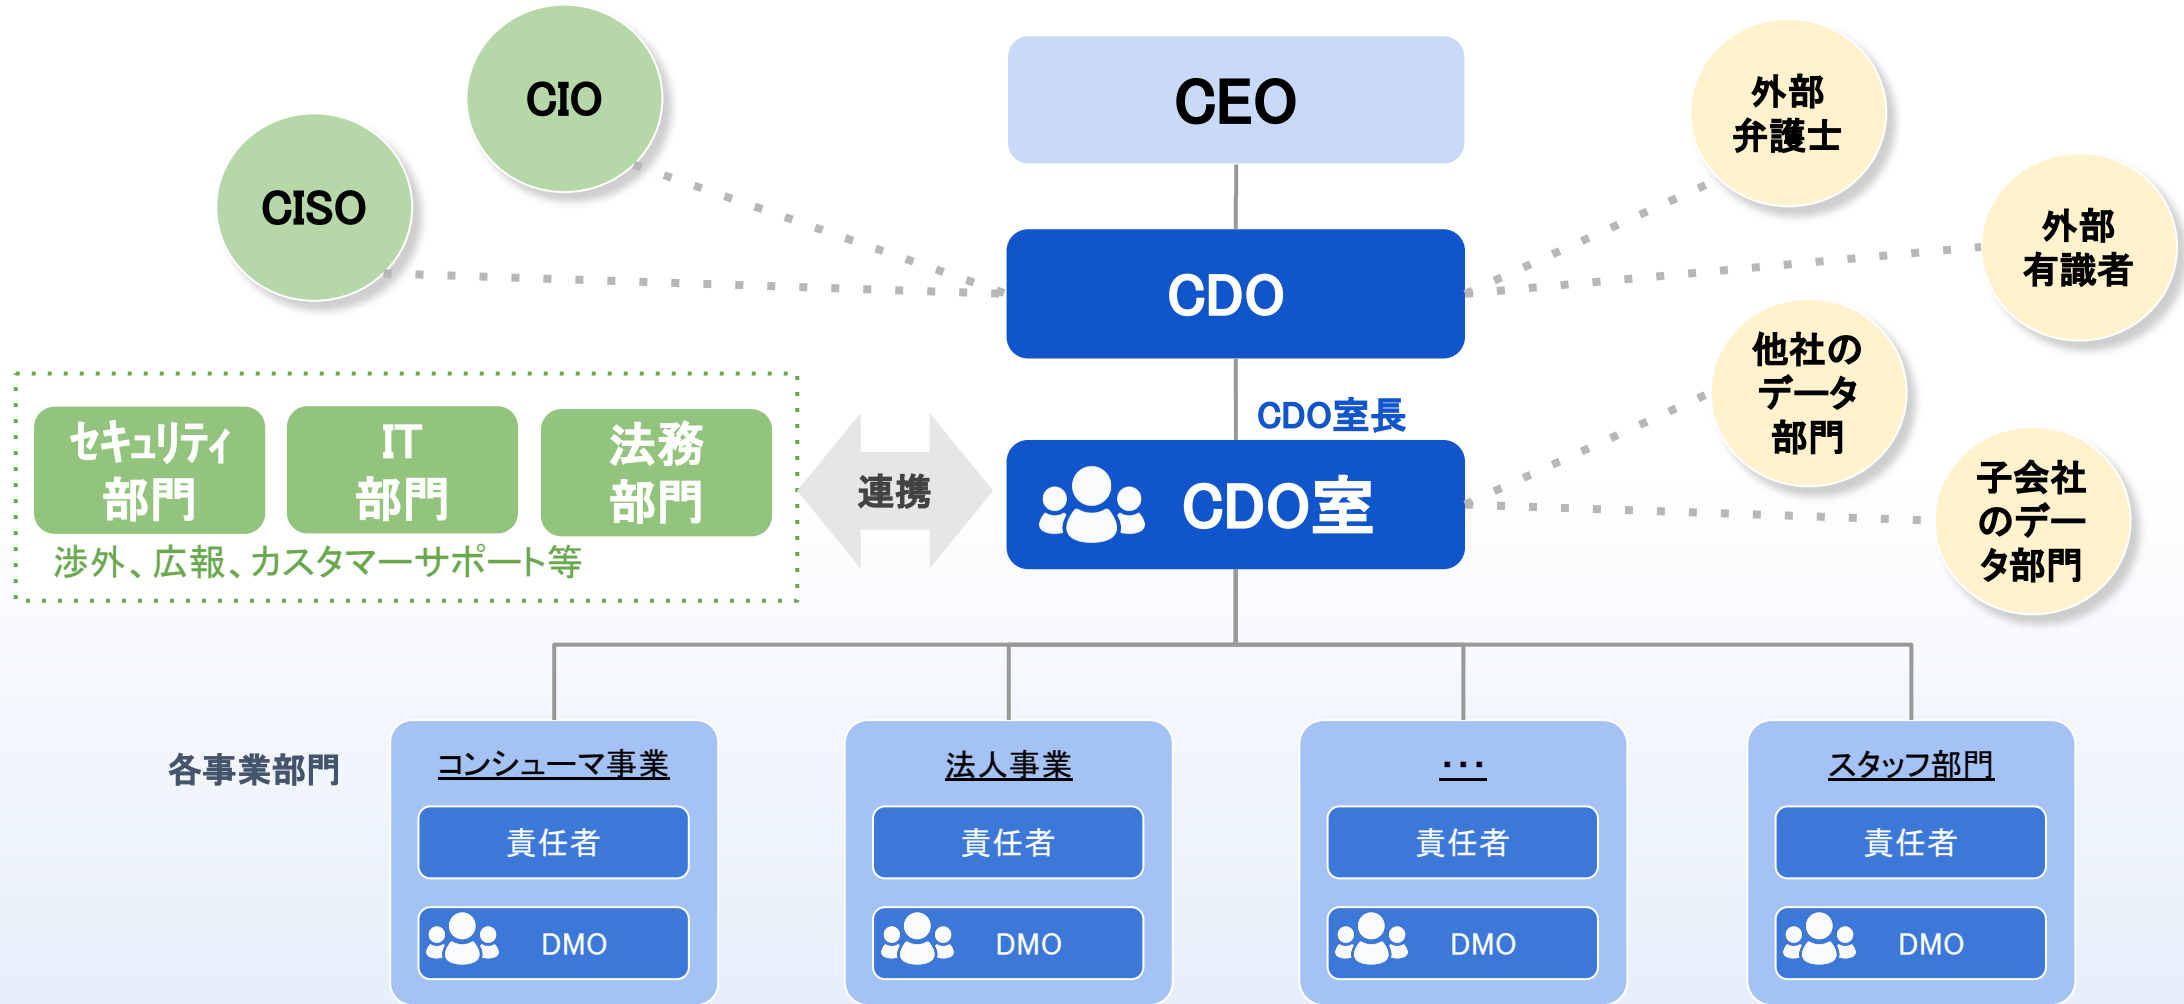 CIO
CISO
CEO
外部
弁護士
外部
有識者
CDO
他社の
データ
部門
CDO室長
セキュリティ
部門
IT
部門
法務
部門
渉外、広報、カスタマーサポート等
連携
CDO室
子会社
のデー
タ部門
各事業部門
コンシューマ事業
責任者
DMO
法人事業
責任者
DMO
・・・
責任者
DMO
スタッフ部門
責任者
DMO